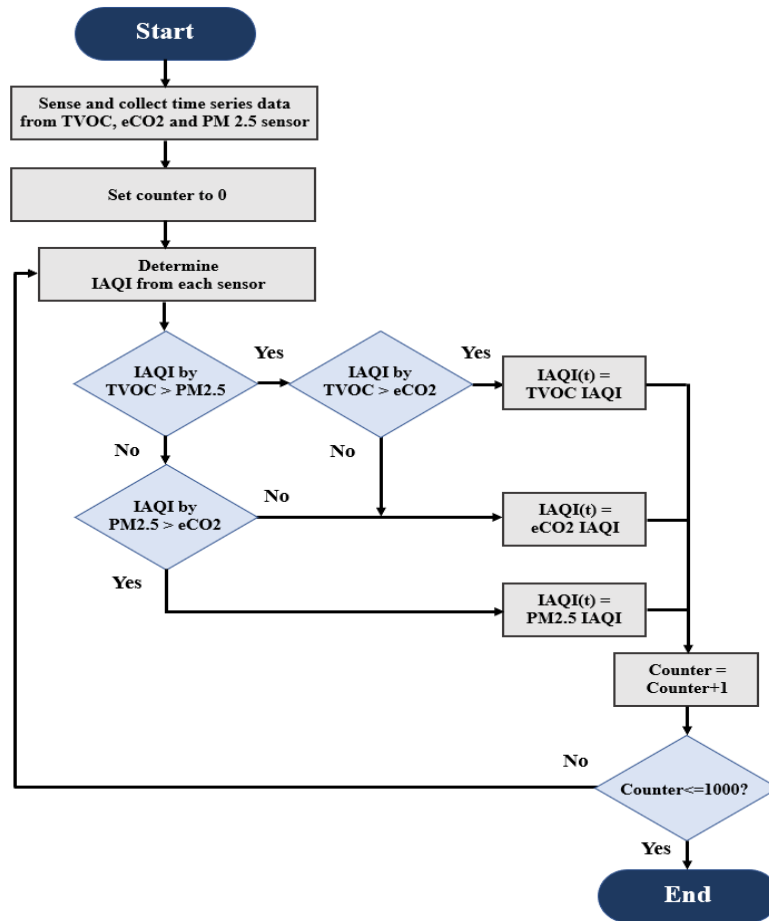 Start
Sense and collect time series data
from TVOC, eCO2 and PM 2.5 sensor
Set counter to 0
Determine
IAQI from each sensor
IAQI by
TVOC > PM2.5
Yes
IAQI by
TVOC > eCO2
Yes
IAQI(t) =
TVOC IAQI
No
No
IAQI by
PM2.5 > eCO2
No
IAQI(t) =
eCO2 IAQI
Yes
IAQI(t) =
PM2.5 IAQI
Counter =
Counter+1
No
Counter<=1000?
Yes
End